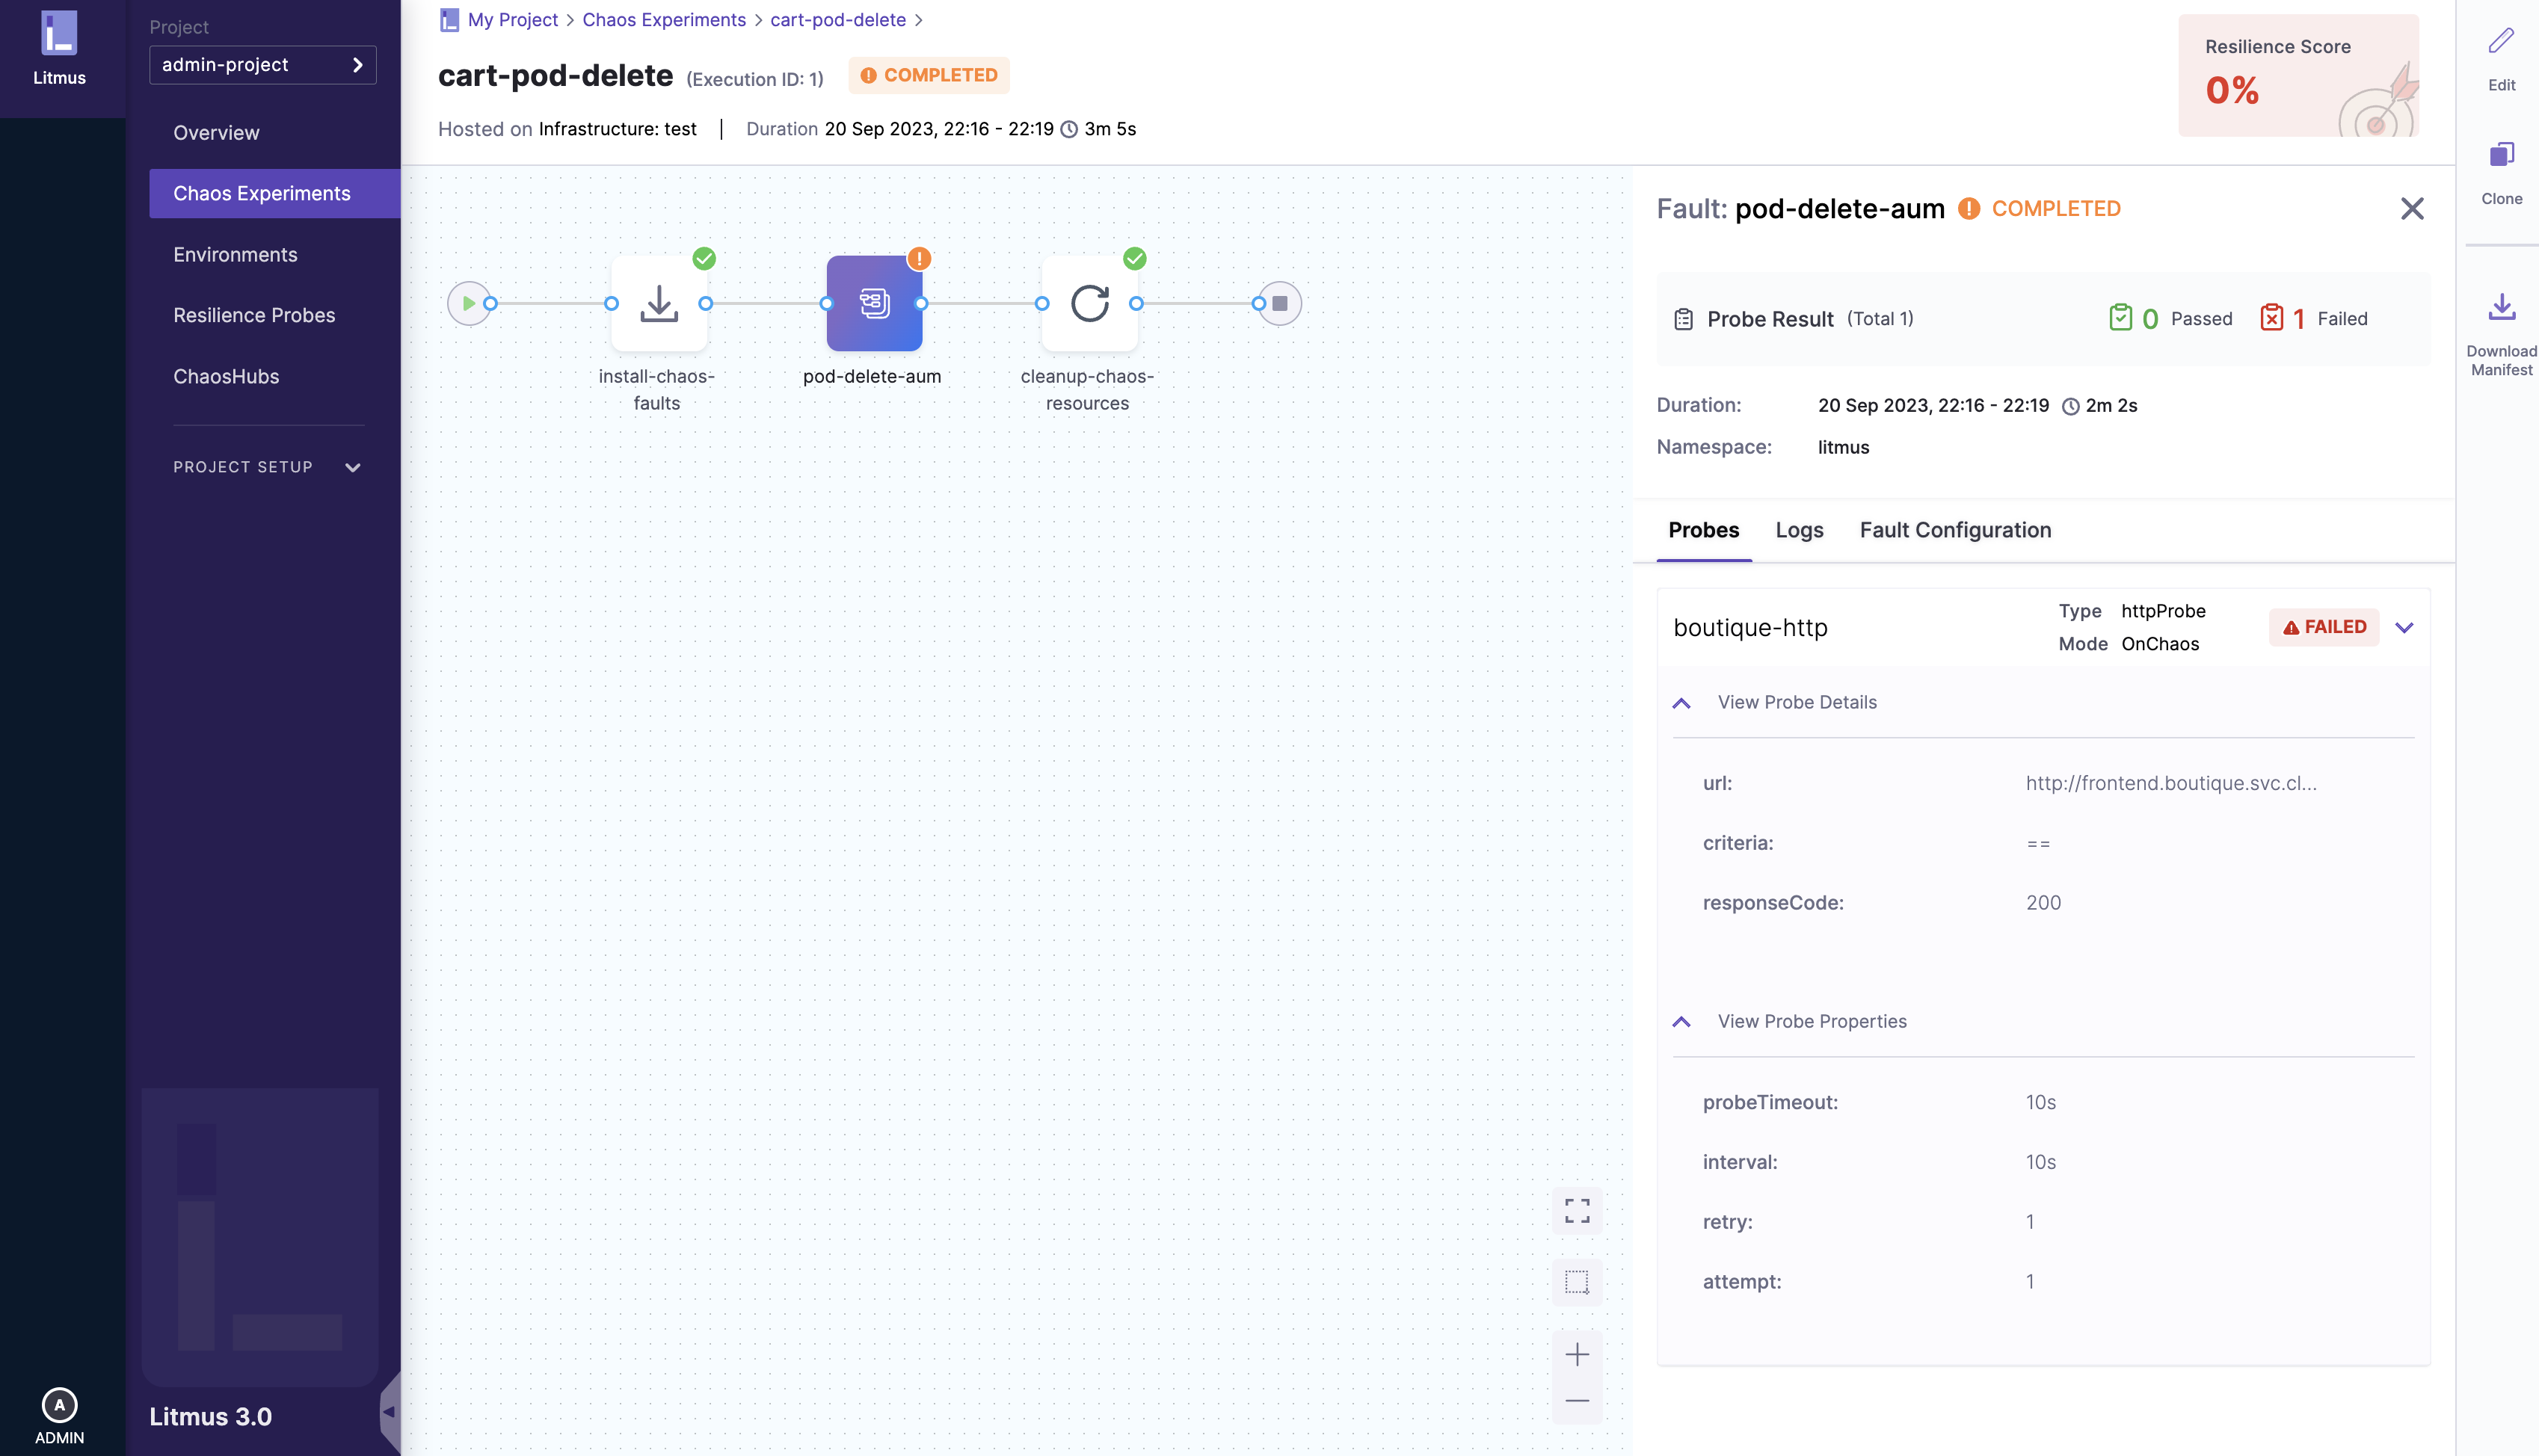 Litmus
Project
admin-project
Overview
Chaos Experiments
Environments
Resilience Probes
ChaosHubs
PROJECT SETUP
Litmus 3.0
A
ADMIN
My Project > Chaos Experiments > cart-pod-delete >
cart-pod-delete (Execution ID: 1) COMPLETED
Hosted on Infrastructure: test | Duration 20 Sep 2023, 22:16 - 22:19 3m 5s
Resilience Score
0%
install-chaos-
faults
pod-delete-aum
cleanup-chaos-
resources
Fault: pod-delete-aum COMPLETED
Probe Result (Total 1) 0 Passed 1 Failed
Duration: 20 Sep 2023, 22:16 - 22:19 2m 2s
Namespace: litmus
Probes Logs Fault Configuration
boutique-http
Type httpProbe
Mode OnChaos
FAILED
View Probe Details
url: http://frontend.boutique.svc.cl...
criteria: ==
responseCode: 200
View Probe Properties
probeTimeout: 10s
interval: 10s
retry: 1
attempt: 1
Edit
Clone
Download
Manifest